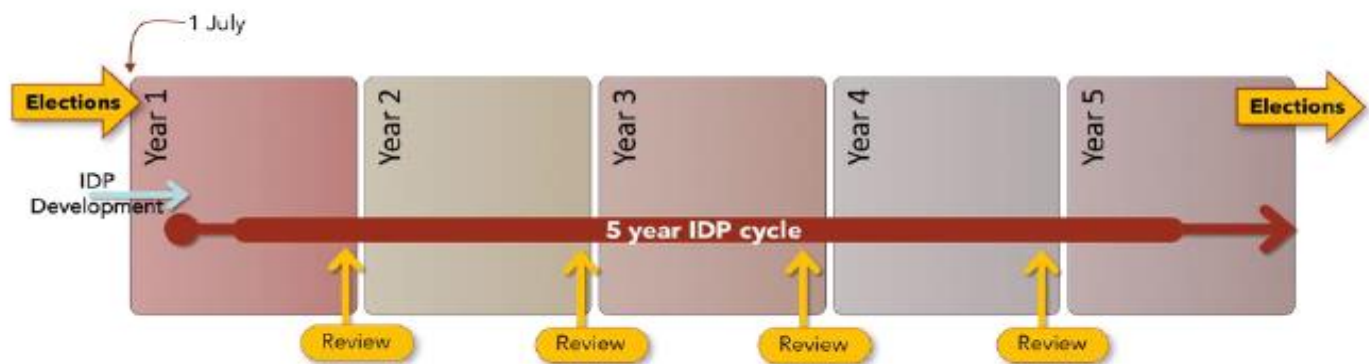 1 July
Elections
Year 1
Year 2
Year 3
Year 4
Year 5
Elections
IDP
Development
5 year IDP cycle
Review
Review
Review
Review